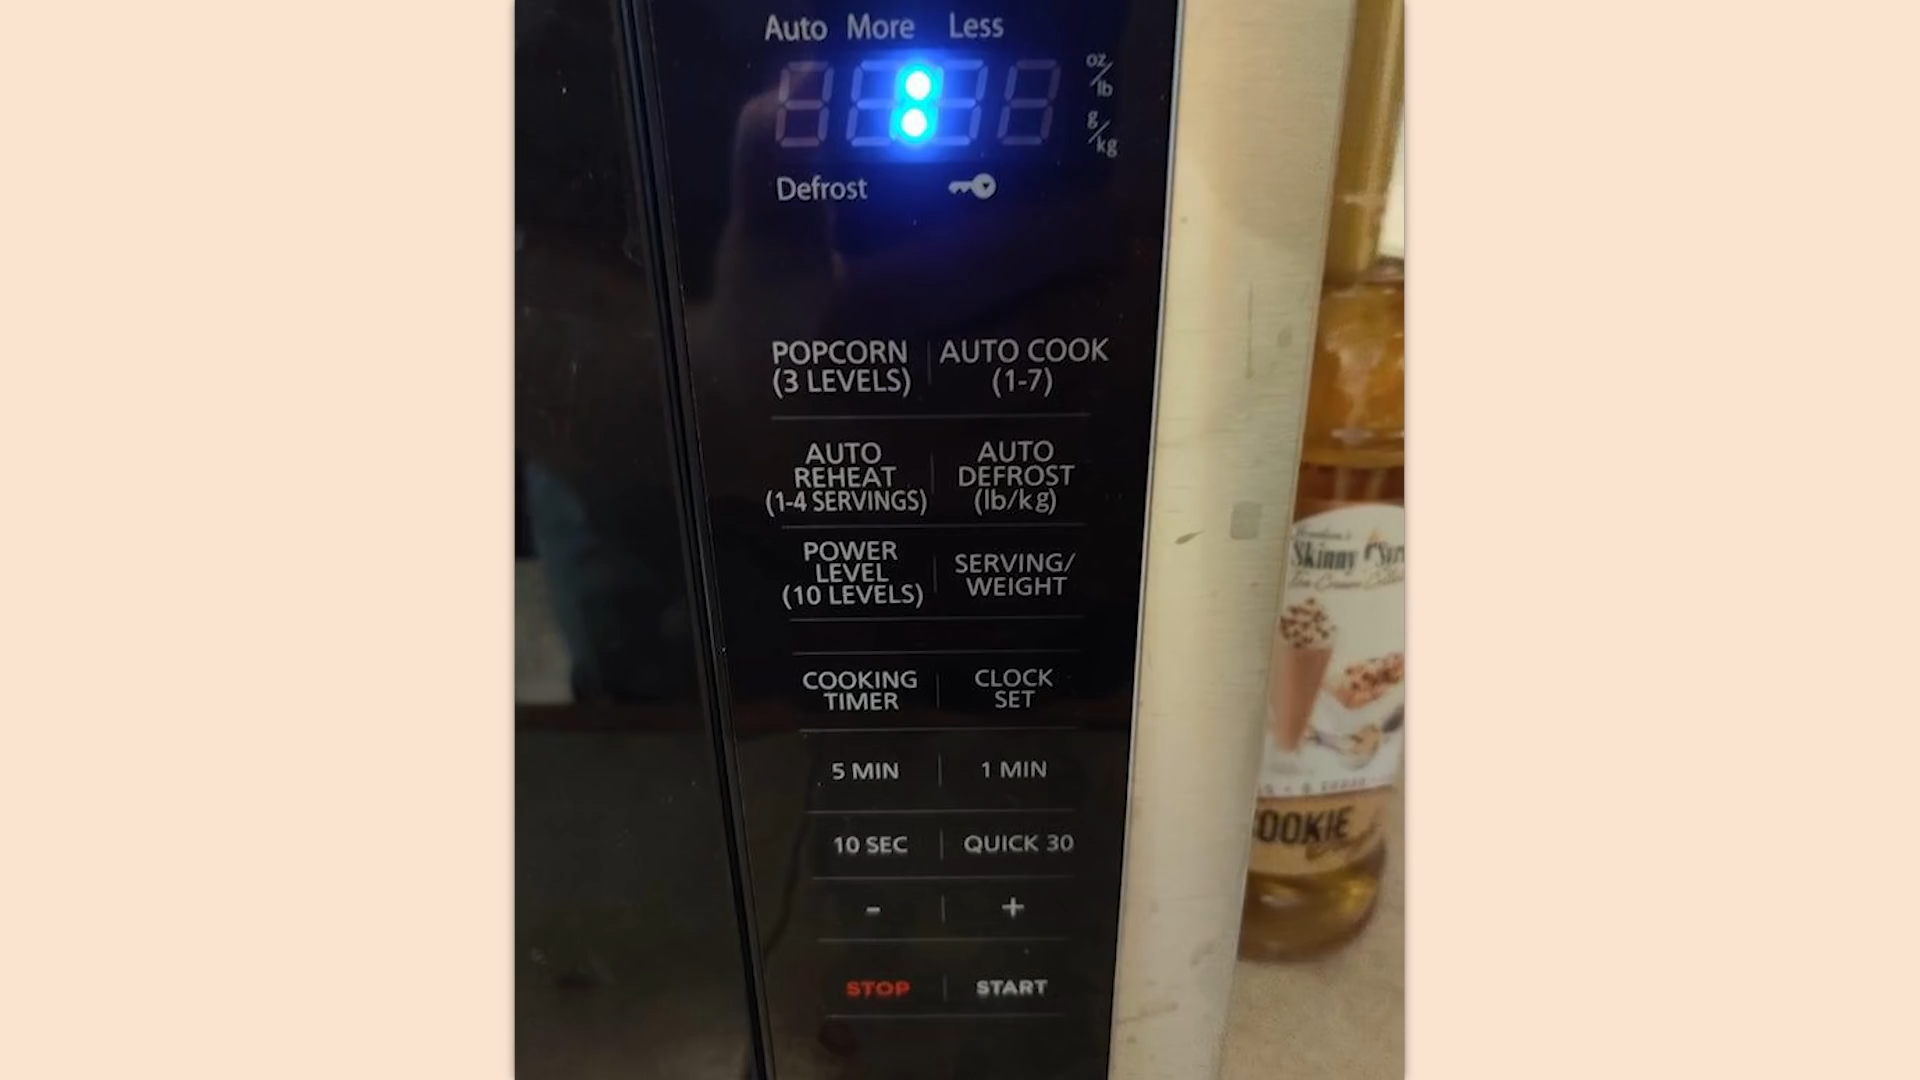 Auto More Less
:
oz/lb
g/kg
Defrost
POPCORN
(3 LEVELS)
AUTO COOK
(1-7)
AUTO
REHEAT
(1-4 SERVINGS)
AUTO
DEFROST
(lb/kg)
POWER
LEVEL
(10 LEVELS)
SERVING/
WEIGHT
COOKING
TIMER
CLOCK
SET
5 MIN
1 MIN
10 SEC
QUICK 30
-
+
STOP
START
Skinny
OOKIE